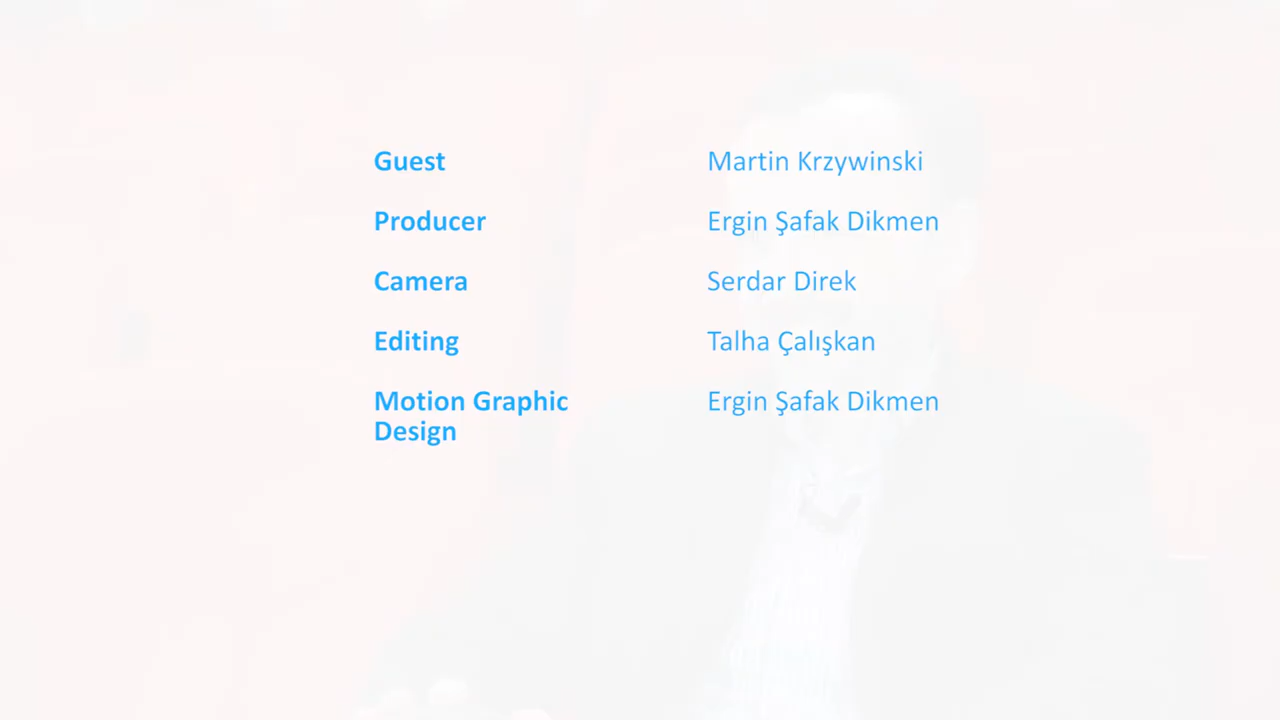 Guest Martin Krzywinski
Producer Ergin Şafak Dikmen
Camera Serdar Direk
Editing Talha Çalışkan
Motion Graphic Ergin Şafak Dikmen
Design